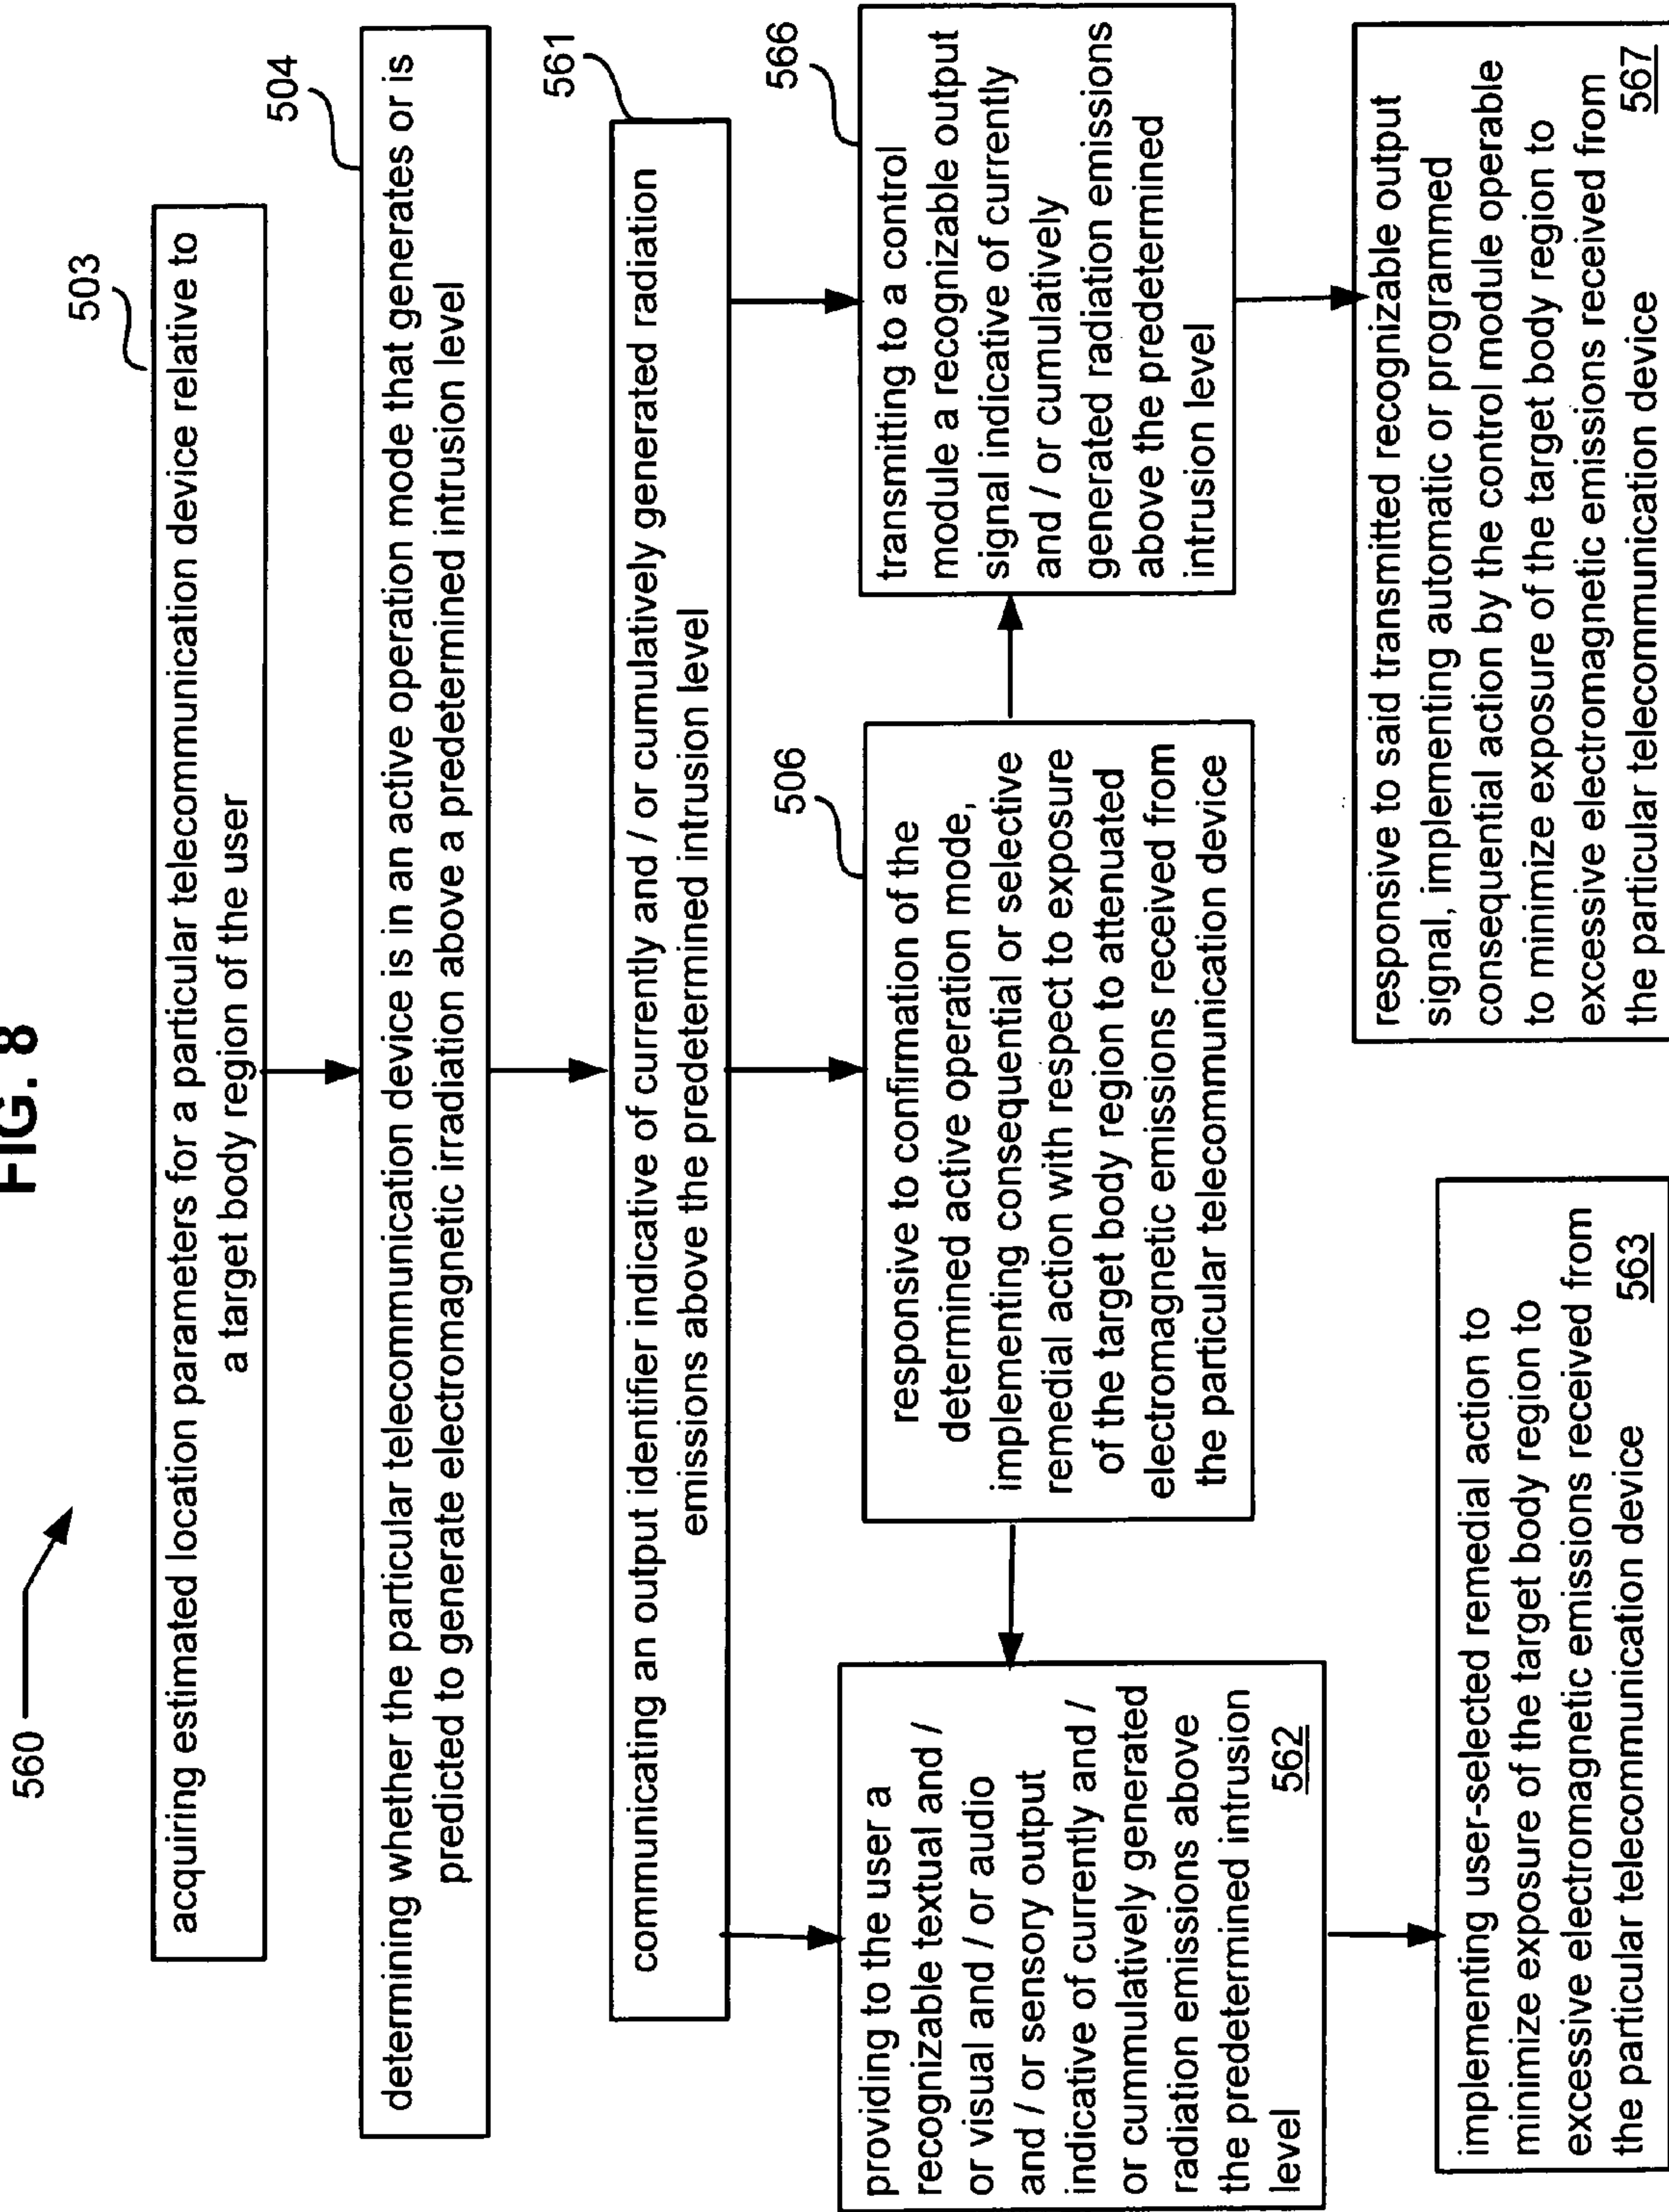 FIG. 8
560
503
acquiring estimated location parameters for a particular telecommunication device relative to
a target body region of the user
504
determining whether the particular telecommunication device is in an active operation mode that generates or is
predicted to generate electromagnetic irradiation above a predetermined intrusion level
561
communicating an output identifier indicative of currently and / or cumulatively generated radiation
emissions above the predetermined intrusion level
providing to the user a
recognizable textual and /
or visual and / or audio
and / or sensory output
indicative of currently and /
or cummulatively generated
radiation emissions above
the predetermined intrusion
level
562
506
responsive to confirmation of the
determined active operation mode,
implementing consequential or selective
remedial action with respect to exposure
of the target body region to attenuated
electromagnetic emissions received from
the particular telecommunication device
566
transmitting to a control
module a recognizable output
signal indicative of currently
and / or cumulatively
generated radiation emissions
above the predetermined
intrusion level
implementing user-selected remedial action to
minimize exposure of the target body region to
excessive electromagnetic emissions received from
the particular telecommunication device 563
responsive to said transmitted recognizable output
signal, implementing automatic or programmed
consequential action by the control module operable
to minimize exposure of the target body region to
excessive electromagnetic emissions received from
the particular telecommunication device 567